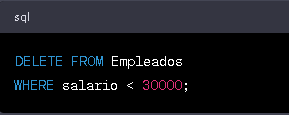 sql
DELETE FROM Empleados
WHERE salario < 30000;